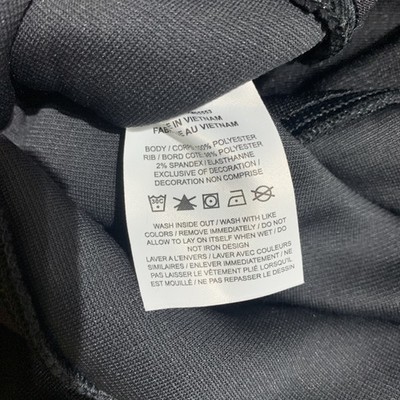 FAB IN VIETNAM
AU VIETNAM
BODY / CORPS 100% POLYESTER
RIB / BORD COTE 98% POLYESTER
2% SPANDEX / ELASTHANNE
EXCLUSIVE OF DECORATION /
DECORATION NON COMPRISE
WASH INSIDE OUT / WASH WITH LIKE
COLORS / REMOVE IMMEDIATELY / DO NOT
ALLOW TO LAY ON ITSELF WHEN WET / DO
NOT IRON DESIGN
LAVER A L'ENVERS / LAVER AVEC COULEURS
SIMILAIRES / ENLEVER IMMEDIATEMENT / NE
PAS LAISSER LE VÊTEMENT PLIE LORSQU'IL
EST MOUILLÉ / NE PAS REPASSER LE DESSIN.